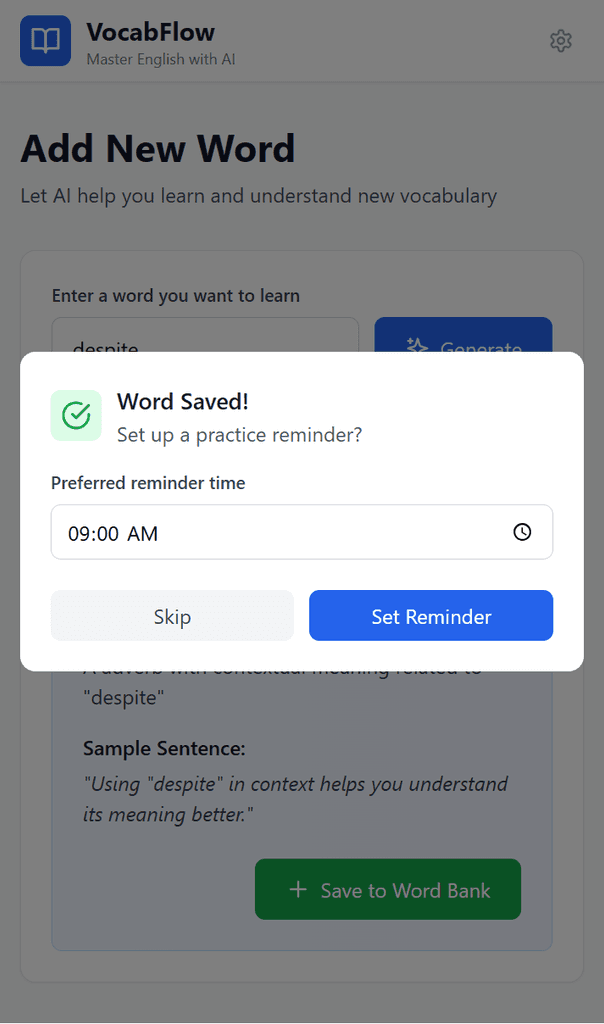 VocabFlow
Master English with AI
Add New Word
Let AI help you learn and understand new vocabulary
Enter a word you want to learn
despite
Generate
Word Saved!
Set up a practice reminder?
Preferred reminder time
09:00 AM
Skip
Set Reminder
A adverb with contextual meaning related to
"despite"
Sample Sentence:
"Using "despite" in context helps you understand
its meaning better."
+ Save to Word Bank